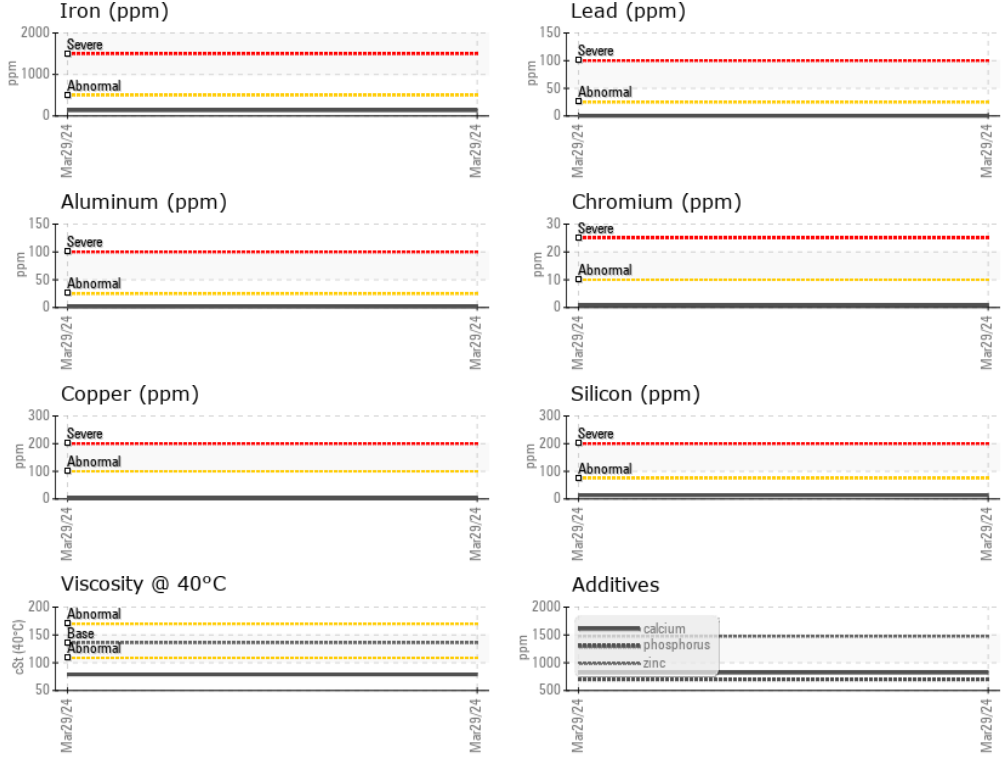 Iron (ppm)
2000
1000
0
ppm
Severe
Abnormal
Mar29/24
Mar29/24
Lead (ppm)
150
100
50
0
ppm
Severe
Abnormal
Mar29/24
Mar29/24
Aluminum (ppm)
150
100
50
0
ppm
Severe
Abnormal
Mar29/24
Mar29/24
Chromium (ppm)
30
20
10
0
ppm
Severe
Abnormal
Mar29/24
Mar29/24
Copper (ppm)
300
200
100
0
ppm
Severe
Abnormal
Mar29/24
Mar29/24
Silicon (ppm)
300
200
100
0
ppm
Severe
Abnormal
Mar29/24
Mar29/24
Viscosity @ 40°C
200
150
100
50
cSt (40°C)
Abnormal
Base
Abnormal
Mar29/24
Mar29/24
Additives
2000
1500
1000
500
ppm
calcium
phosphorus
zinc
Mar29/24
Mar29/24